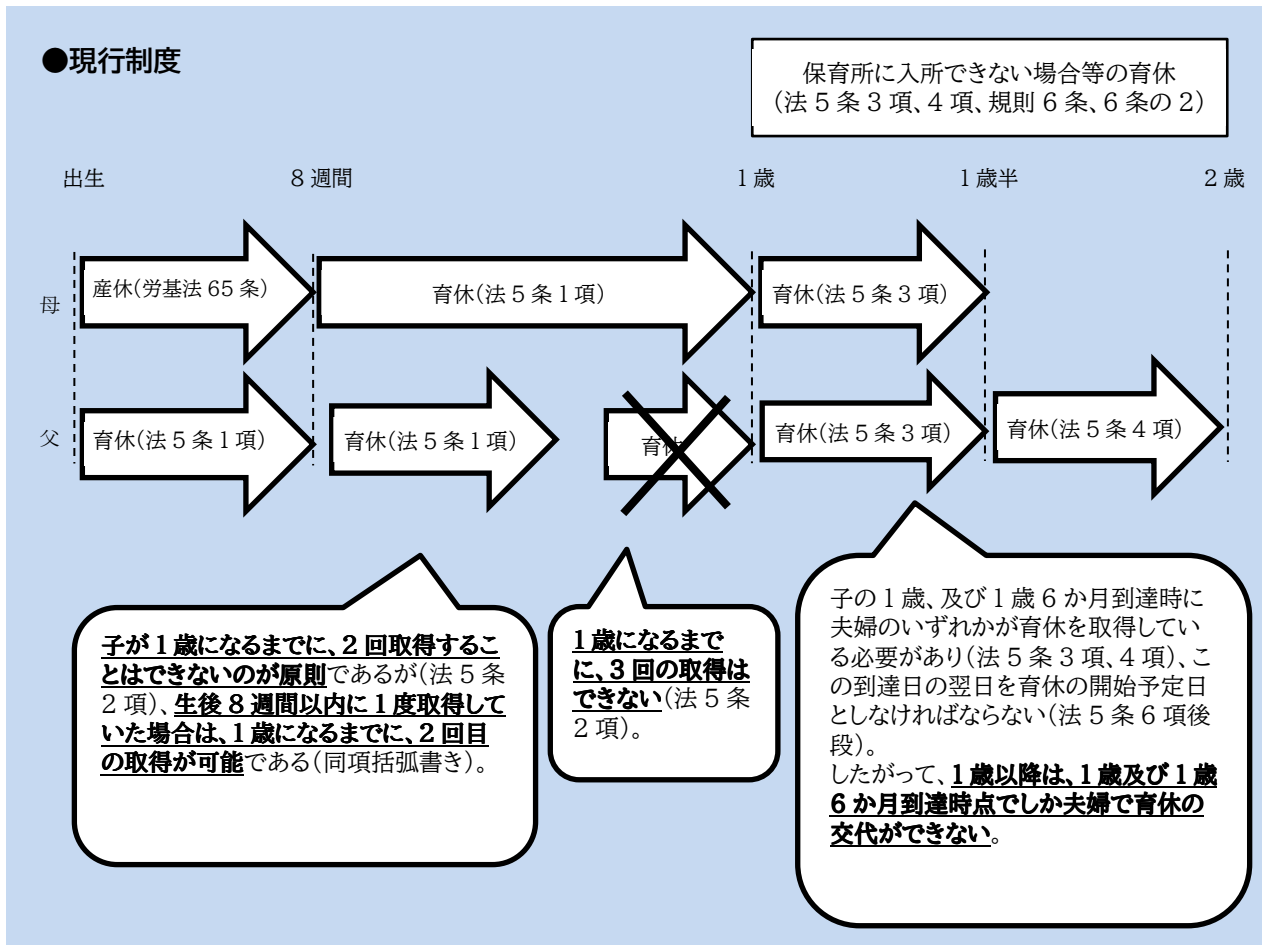 ●現行制度
保育所に入所できない場合等の育休
(法5条3項、4項、規則6条、6条の2)
出生
8週間
1歳
1歳半
2歳
母
産休(労基法65条)
育休(法5条1項)
育休(法5条3項)
父
育休(法5条1項)
育休(法5条1項)
育休
育休(法5条3項)
育休(法5条4項)
子が1歳になるまでに、2回取得するこ
とはできないのが原則であるが(法5条
2項)、生後8週間以内に1度取得して
いた場合は、1歳になるまでに、2回目
の取得が可能である(同項括弧書き)。
1歳になるまで
に、3回の取得は
できない(法5条
2項)。
子の1歳、及び1歳6か月到達時に
夫婦のいずれかが育休を取得してい
る必要があり(法5条3項、4項)、こ
の到達日の翌日を育休の開始予定日
としなければならない(法5条6項後
段)。
したがって、1歳以降は、1歳及び1歳
6か月到達時点でしか夫婦で育休の
交代ができない。